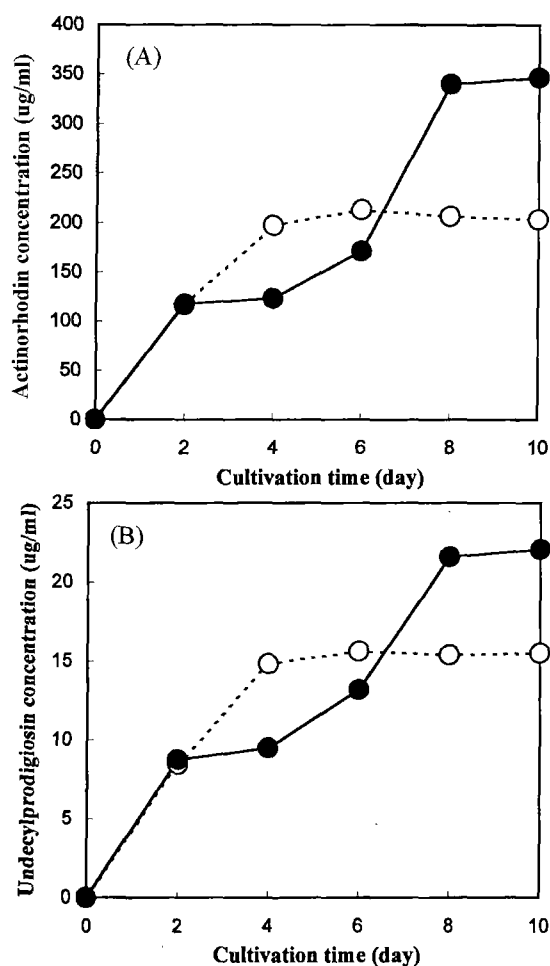 (A)
Actinorhodin concentration (ug/ml)
400
350
300
250
200
150
100
50
0
0 2 4 6 8 10
Cultivation time (day)
(B)
Undecylprodigiosin concentration (ug/ml)
25
20
15
10
5
0
0 2 4 6 8 10
Cultivation time (day)